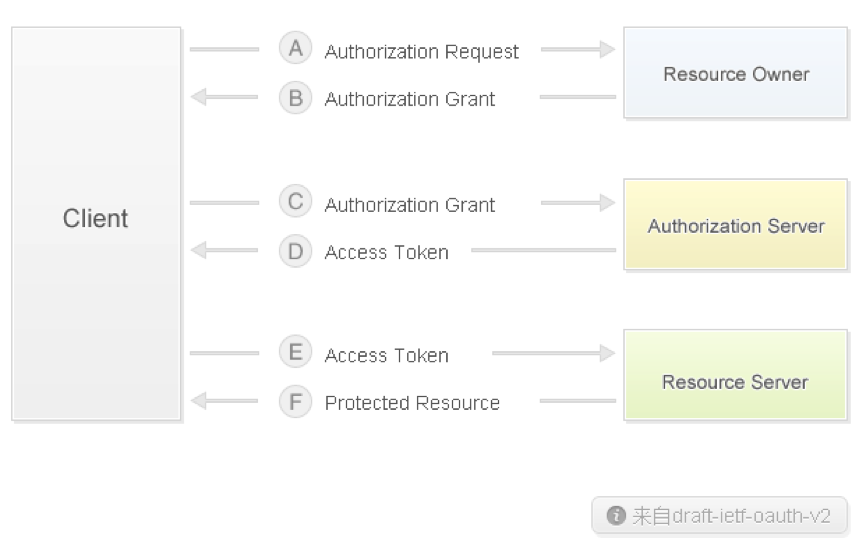 Client
A Authorization Request
Resource Owner
B Authorization Grant
C Authorization Grant
Authorization Server
D Access Token
E Access Token
Resource Server
F Protected Resource
i 来自draft-ietf-oauth-v2